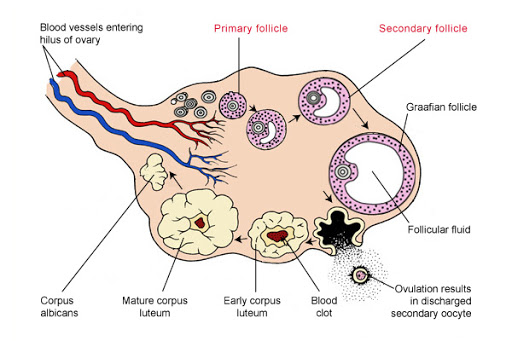 Blood vessels entering
hilus of ovary
Primary follicle
Secondary follicle
Graafian follicle
Follicular fluid
Ovulation results
in discharged
secondary oocyte
Blood
clot
Early corpus
luteum
Mature corpus
luteum
Corpus
albicans